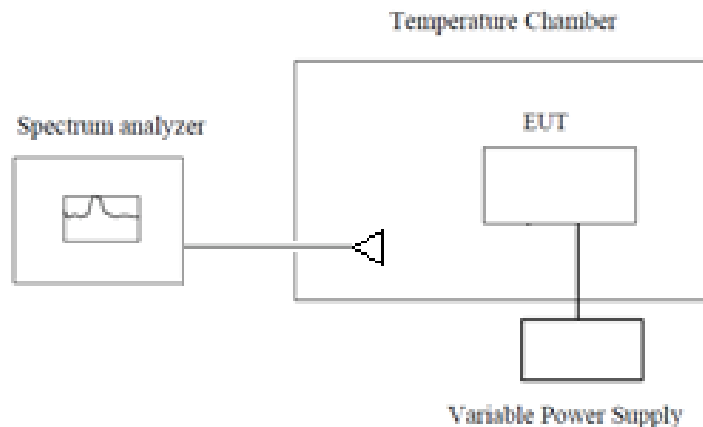 Temperature Chamber
Spectrum analyzer
EUT
Variable Power Supply